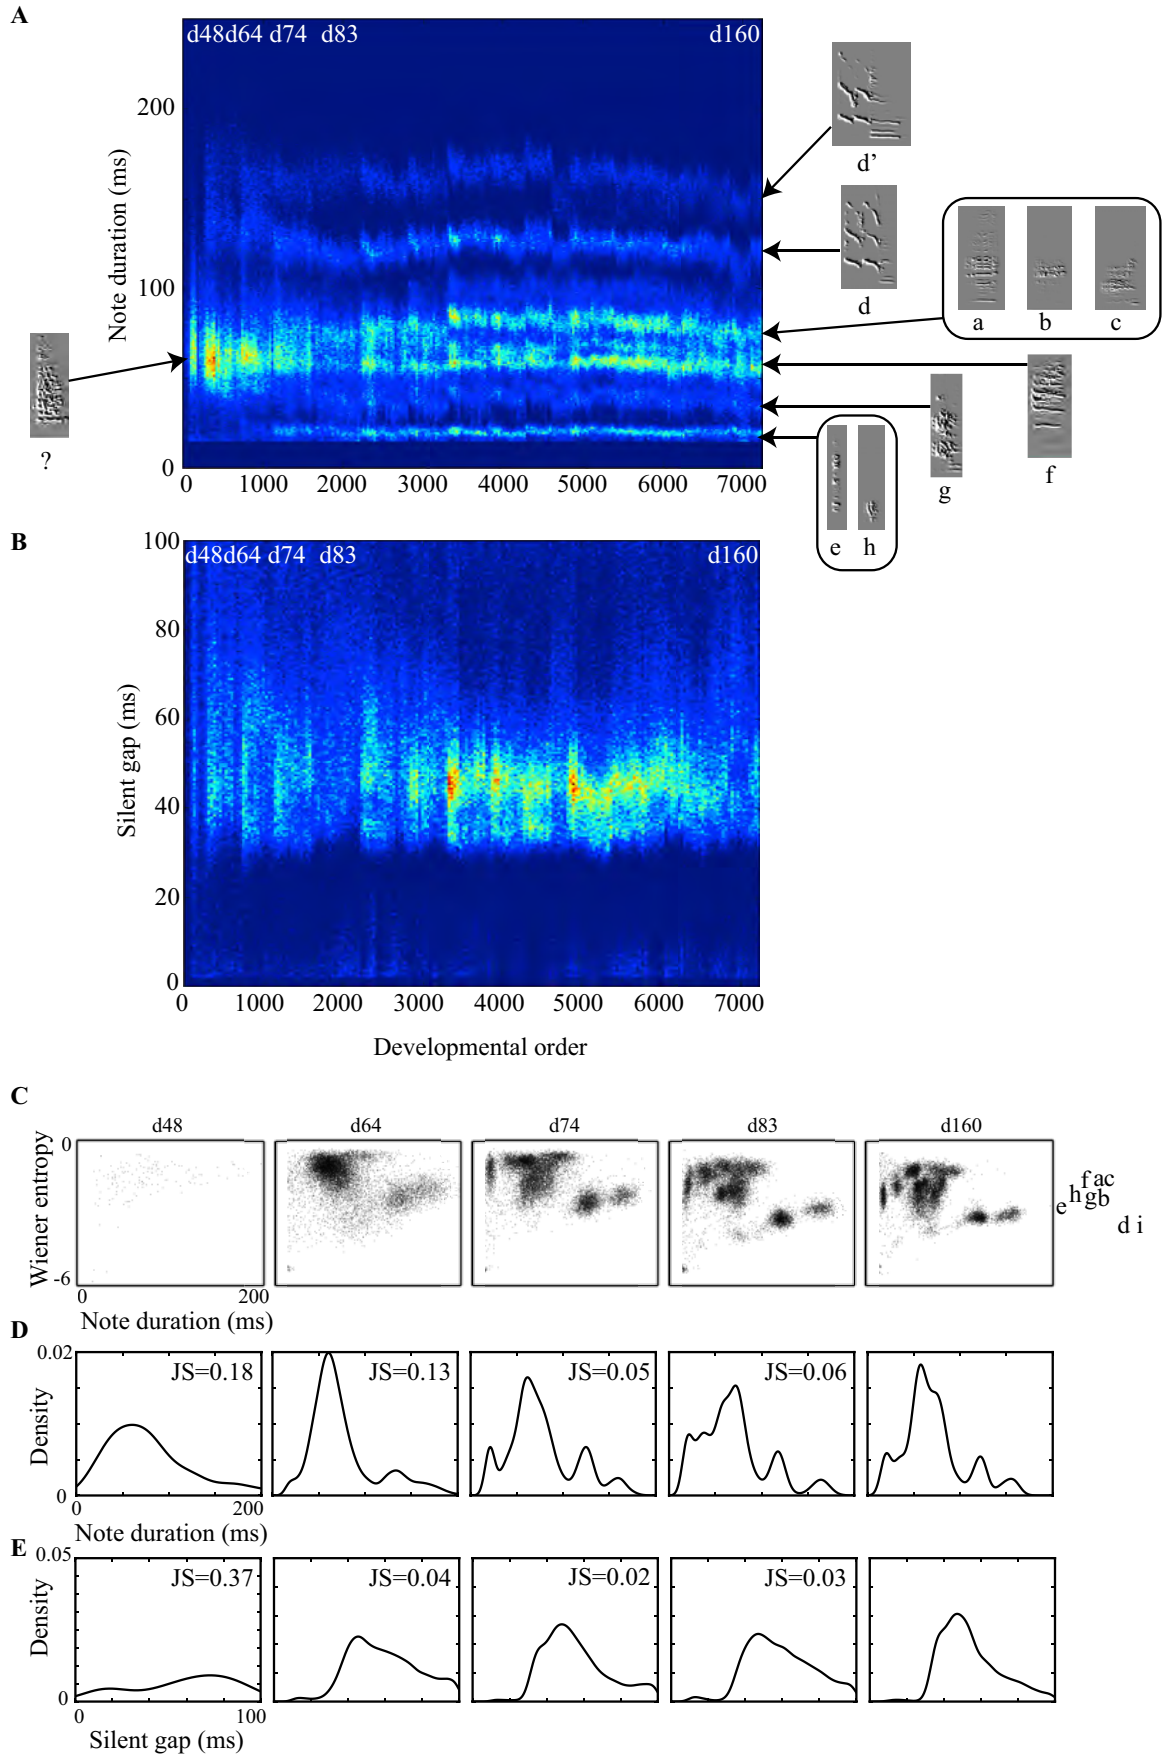 A
d48d64 d74 d83 d160
200
100
0
Note duration (ms)
0 1000 2000 3000 4000 5000 6000 7000
?
d’
d
a b c
f
g
e h
B
d48d64 d74 d83 d160
100
80
60
40
20
0
Silent gap (ms)
0 1000 2000 3000 4000 5000 6000 7000
Developmental order
C
d48 d64 d74 d83 d160
0
-6
Wiener entropy
0 200
Note duration (ms)
e h f a c g b
d i
D
0.02
0
Density
JS=0.18 JS=0.13 JS=0.05 JS=0.06
0 200
Note duration (ms)
E
0.05
0
Density
JS=0.37 JS=0.04 JS=0.02 JS=0.03
0 100
Silent gap (ms)